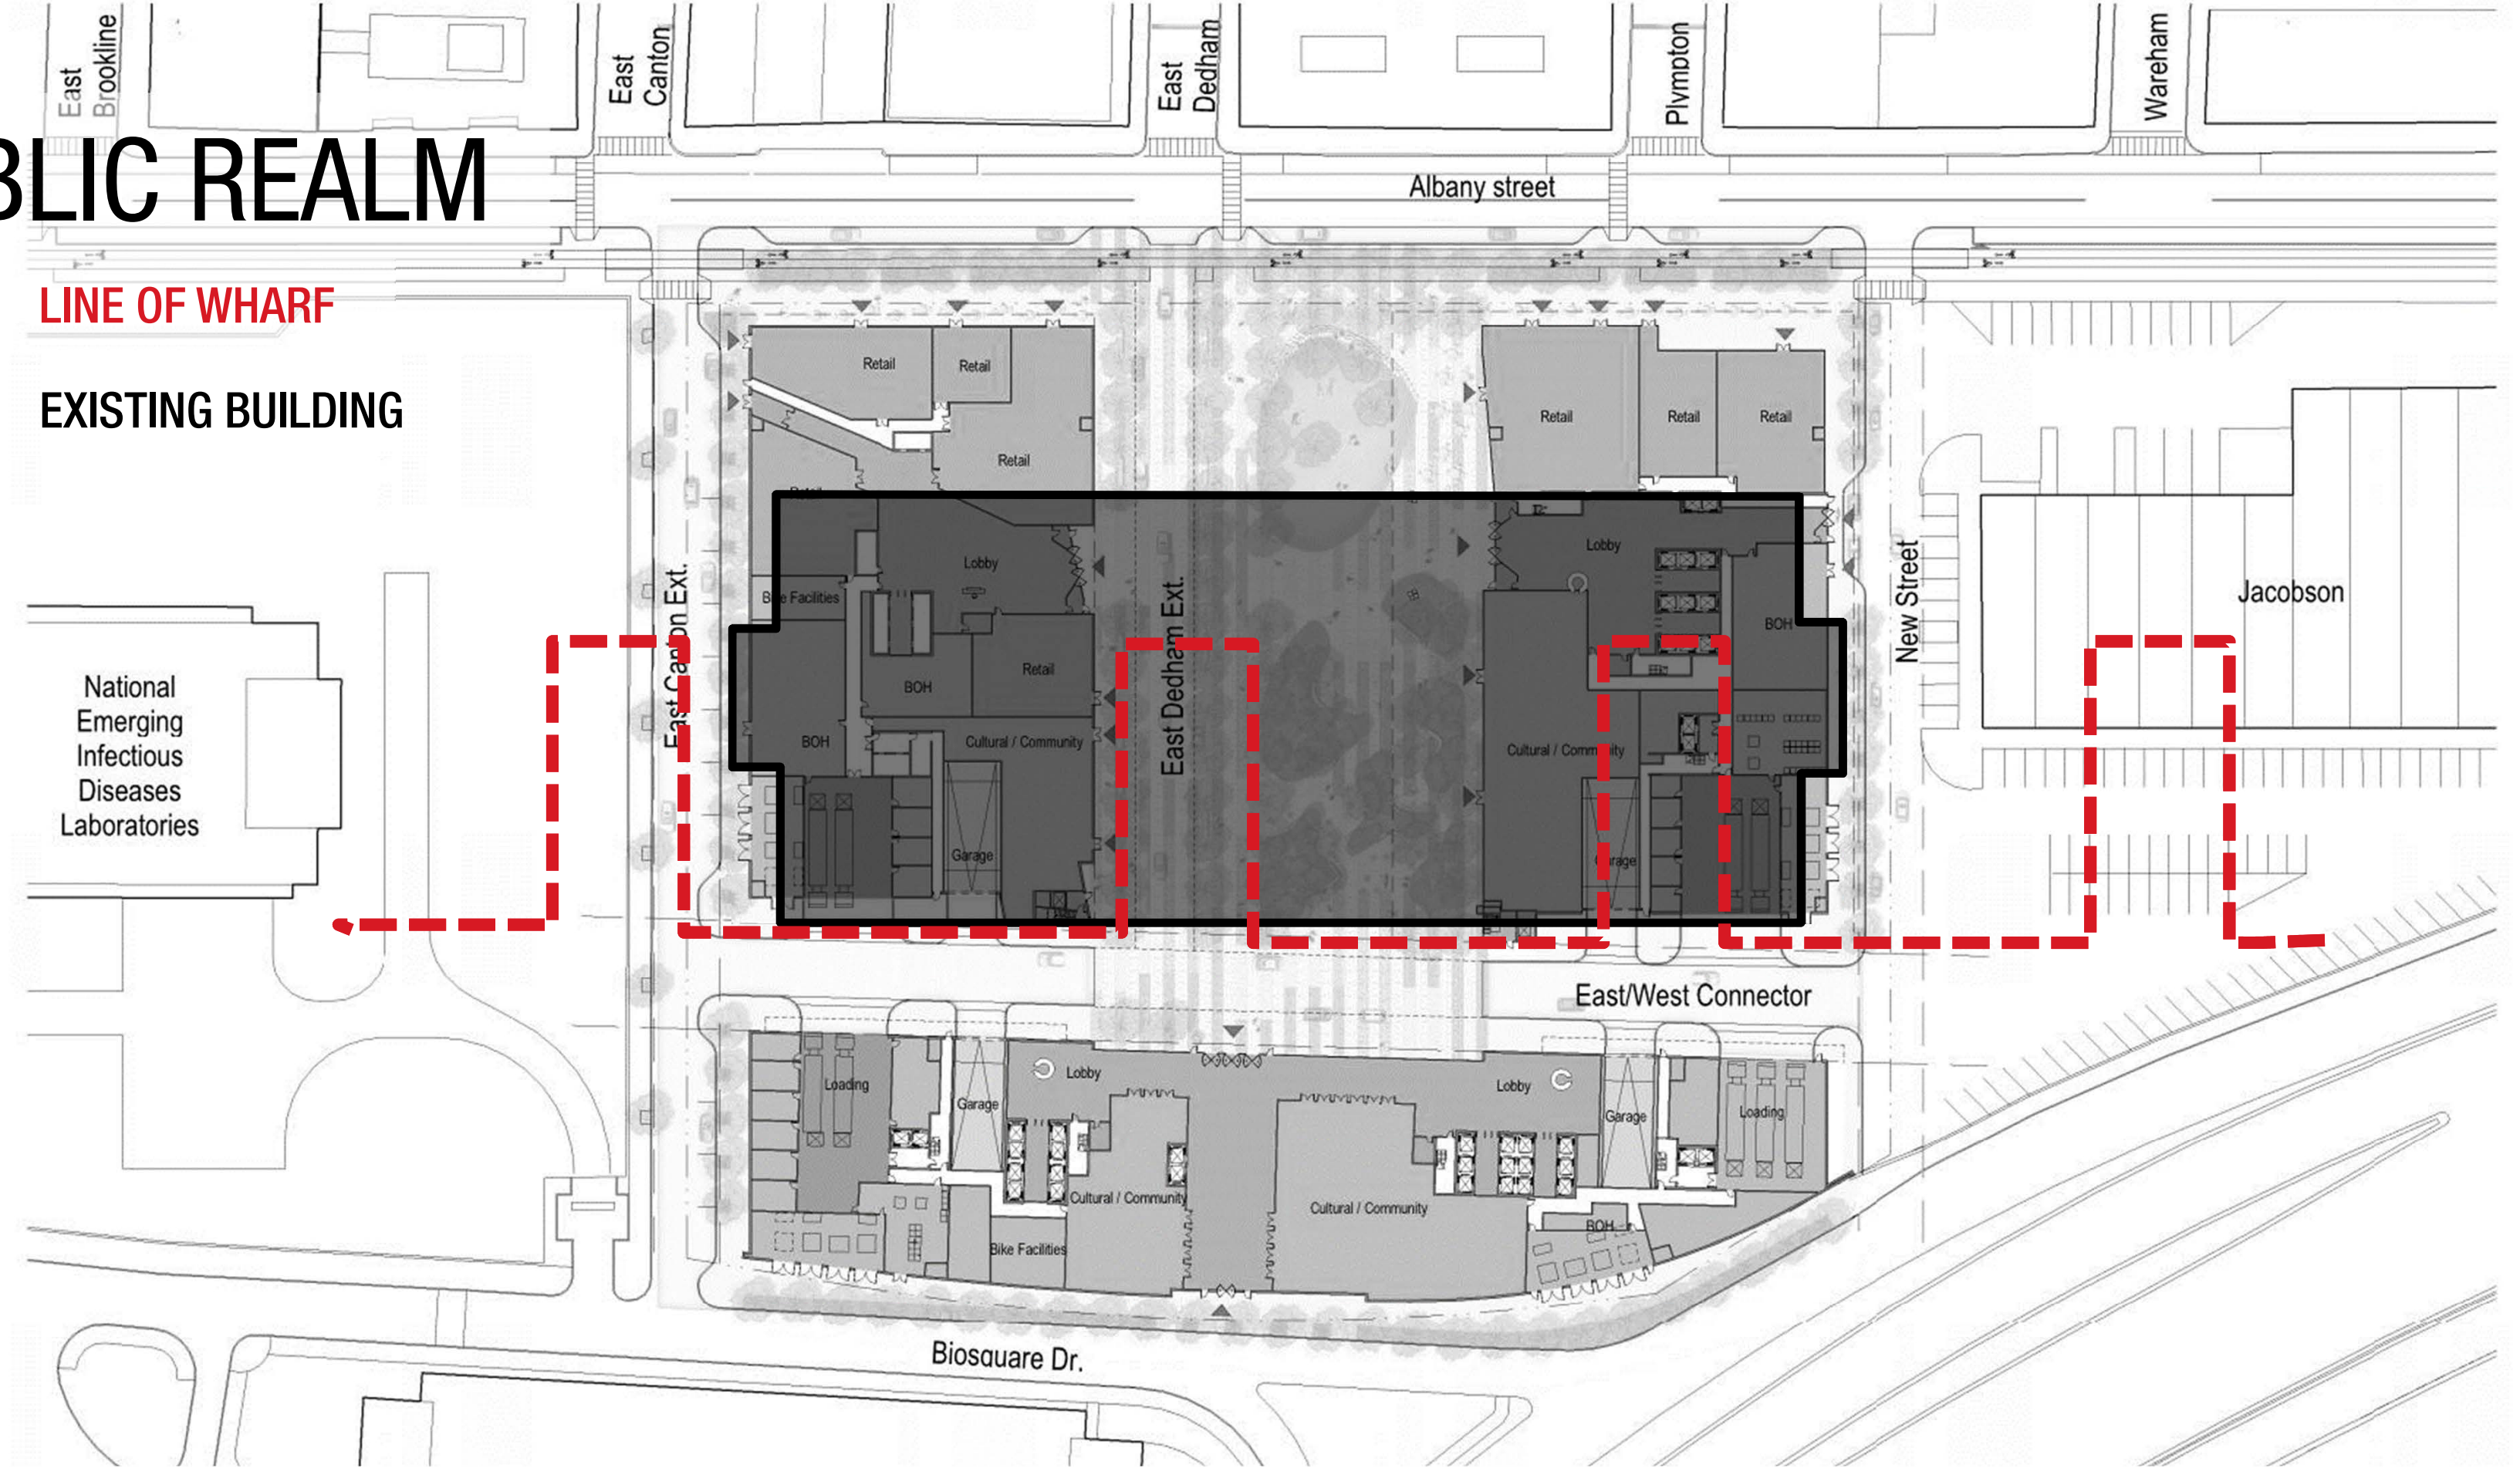 East
Brookline
East
Canton
East
Dedham
Plympton
Wareham
BLIC REALM
Albany street
LINE OF WHARF
EXISTING BUILDING
Retail
Retail
Retail
Retail
Retail
Retail
Retail
Lobby
Lobby
Bike Facilities
East Canton Ext.
East Dedham Ext.
New Street
Jacobson
BOH
Retail
BOH
BOH
Cultural / Community
Cultural / Community
National
Emerging
Infectious
Diseases
Laboratories
Garage
Garage
East/West Connector
Loading
Garage
Lobby
Lobby
Garage
Loading
Cultural / Community
Cultural / Community
Bike Facilities
BOH
Biosquare Dr.